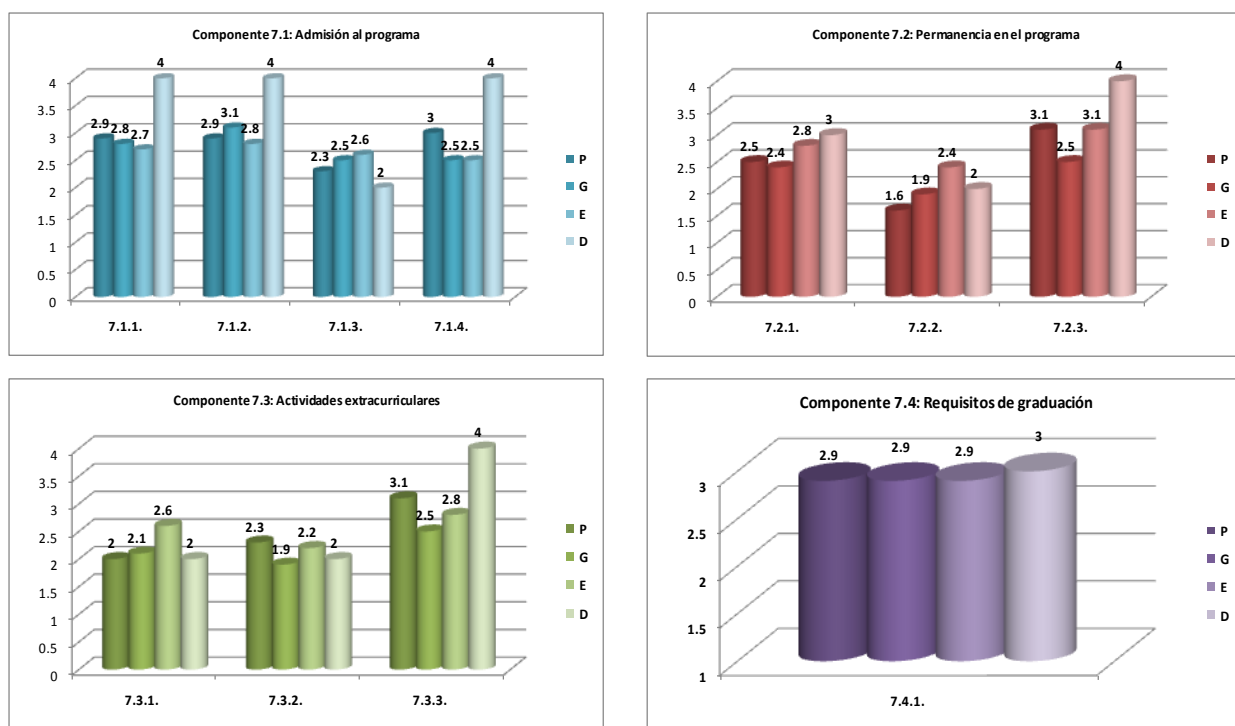 Componente 7.1: Admisión al programa
4
3.5
3
2.5
2
1.5
1
0.5
0
2.9 2.8 2.7 4
2.9 3.1 2.8 4
2.3 2.5 2.6 2
3 2.5 2.5 4
7.1.1. 7.1.2. 7.1.3. 7.1.4.
P
G
E
D
Componente 7.2: Permanencia en el programa
4
3.5
3
2.5
2
1.5
1
0.5
0
2.5 2.4 2.8 3
1.6 1.9 2.4 2
3.1 2.5 3.1 4
7.2.1. 7.2.2. 7.2.3.
P
G
E
D
Componente 7.3: Actividades extracurriculares
4
3.5
3
2.5
2
1.5
1
0.5
0
2 2.1 2.6 2
2.3 1.9 2.2 2
3.1 2.5 2.8 4
7.3.1. 7.3.2. 7.3.3.
P
G
E
D
Componente 7.4: Requisitos de graduación
3
2.5
2
1.5
1
2.9 2.9 2.9 3
7.4.1.
P
G
E
D